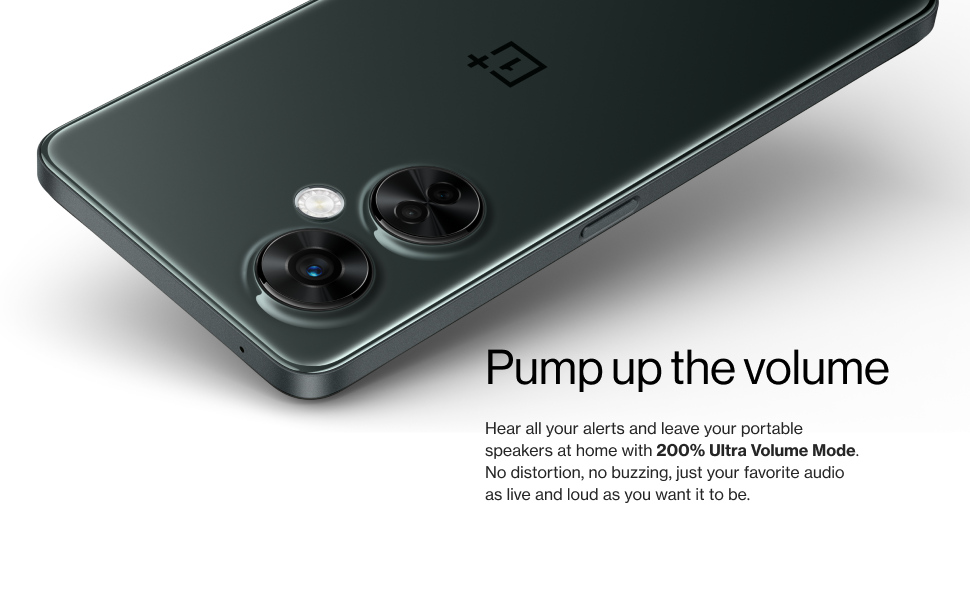 Pump up the volume
Hear all your alerts and leave your portable
speakers at home with 200% Ultra Volume Mode.
No distortion, no buzzing, just your favorite audio
as live and loud as you want it to be.